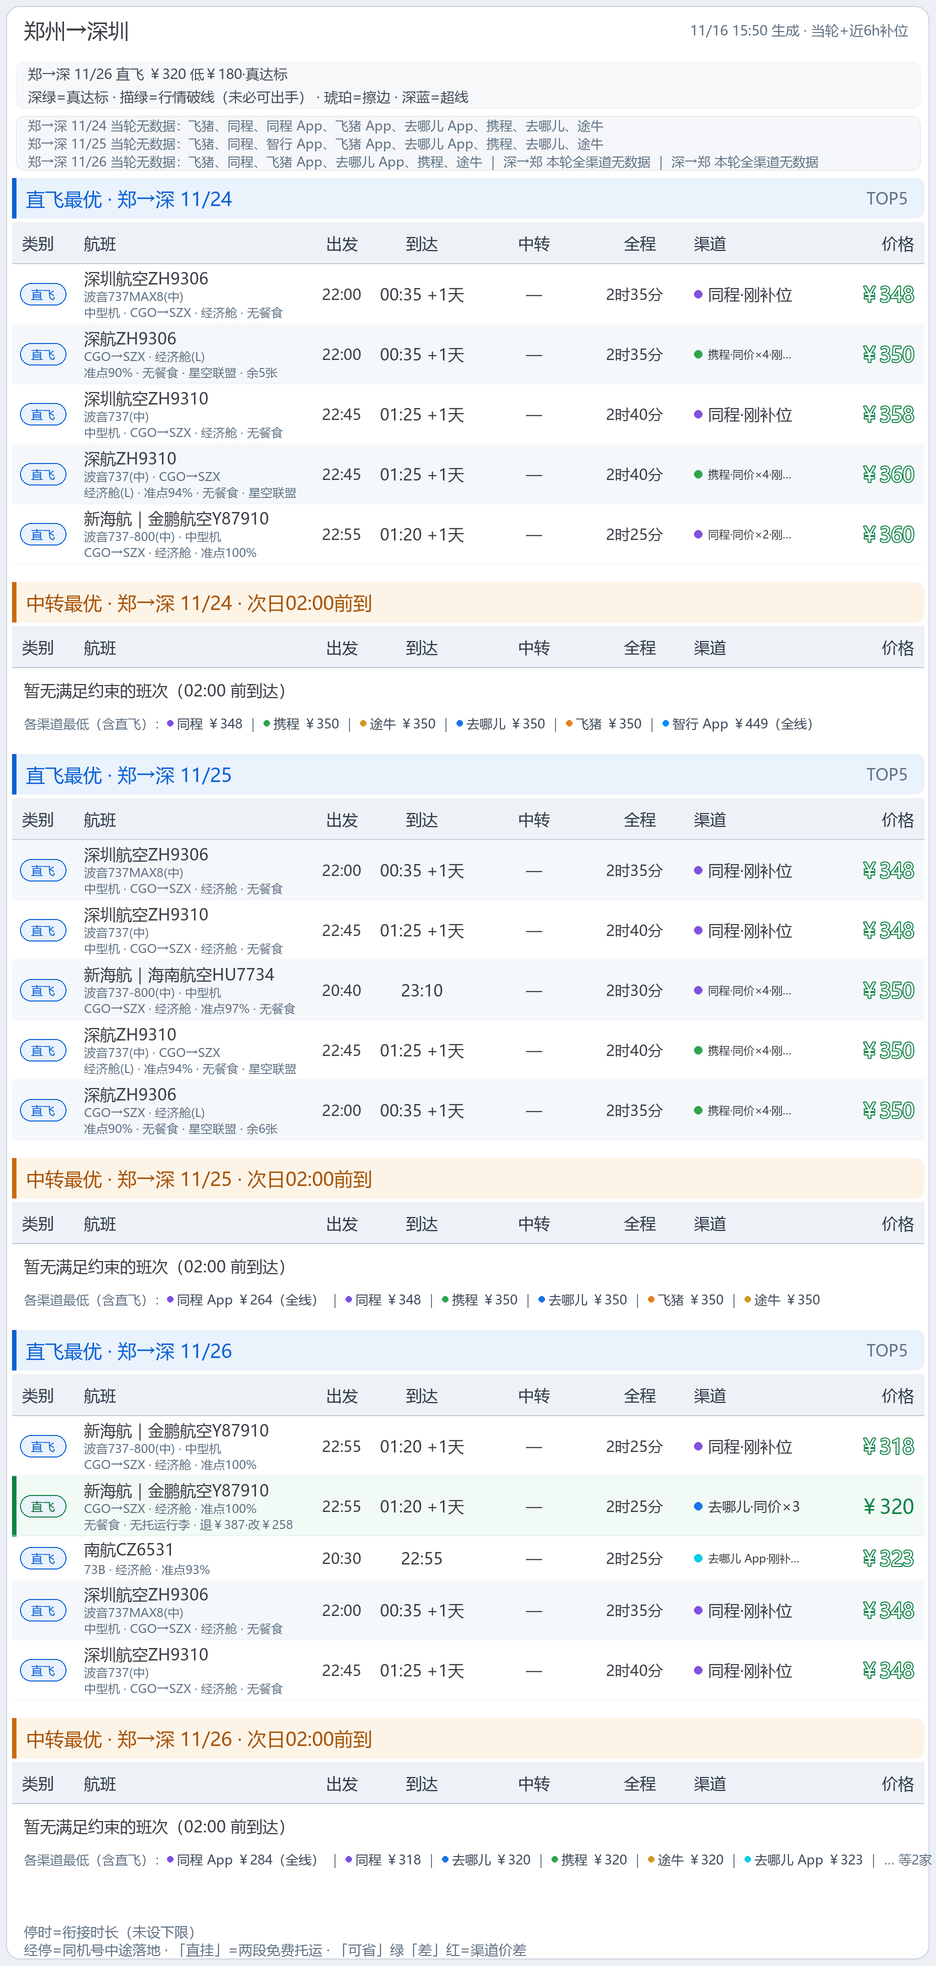 郑州→深圳
11/16 15:50 生成 · 当轮+近6h补位
郑→深 11/26 直飞 ￥320 低￥180·真达标
深绿=真达标 · 描绿=行情破线（未必可出手） · 琥珀=擦边 · 深蓝=超线
郑→深 11/24 当轮无数据：飞猪、同程、同程 App、飞猪 App、去哪儿 App、携程、去哪儿、途牛
郑→深 11/25 当轮无数据：飞猪、同程、智行 App、飞猪 App、去哪儿 App、携程、去哪儿、途牛
郑→深 11/26 当轮无数据：飞猪、同程、飞猪 App、去哪儿 App、携程、途牛 | 深→郑 本轮全渠道无数据 | 深→郑 本轮全渠道无数据
直飞最优 · 郑→深 11/24 TOP5
类别 航班 出发 到达 中转 全程 渠道 价格
深圳航空ZH9306
波音737MAX8(中)
直飞 22:00 00:35 +1天 — 2时35分 同程·刚补位 ￥348
中型机 · CGO→SZX · 经济舱 · 无餐食
深航ZH9306
CGO→SZX · 经济舱(L)
直飞 22:00 00:35 +1天 — 2时35分 携程·同价×4·刚… ￥350
准点90% · 无餐食 · 星空联盟 · 余5张
深圳航空ZH9310
波音737(中)
直飞 22:45 01:25 +1天 — 2时40分 同程·刚补位 ￥358
中型机 · CGO→SZX · 经济舱 · 无餐食
深航ZH9310
波音737(中) · CGO→SZX
直飞 22:45 01:25 +1天 — 2时40分 携程·同价×4·刚… ￥360
经济舱(L) · 准点94% · 无餐食 · 星空联盟
新海航 | 金鹏航空Y87910
波音737-800(中) · 中型机
直飞 22:55 01:20 +1天 — 2时25分 同程·同价×2·刚… ￥360
CGO→SZX · 经济舱 · 准点100%
中转最优 · 郑→深 11/24 · 次日02:00前到
类别 航班 出发 到达 中转 全程 渠道 价格
暂无满足约束的班次（02:00 前到达）
各渠道最低（含直飞）： 同程 ￥348 | 携程 ￥350 | 途牛 ￥350 | 去哪儿 ￥350 | 飞猪 ￥350 | 智行 App ￥449（全线）
直飞最优 · 郑→深 11/25 TOP5
类别 航班 出发 到达 中转 全程 渠道 价格
深圳航空ZH9306
波音737MAX8(中)
直飞 22:00 00:35 +1天 — 2时35分 同程·刚补位 ￥348
中型机 · CGO→SZX · 经济舱 · 无餐食
深圳航空ZH9310
波音737(中)
直飞 22:45 01:25 +1天 — 2时40分 同程·刚补位 ￥348
中型机 · CGO→SZX · 经济舱 · 无餐食
新海航 | 海南航空HU7734
波音737-800(中) · 中型机
直飞 20:40 23:10 — 2时30分 同程·同价×4·刚… ￥350
CGO→SZX · 经济舱 · 准点97% · 无餐食
深航ZH9310
波音737(中) · CGO→SZX
直飞 22:45 01:25 +1天 — 2时40分 携程·同价×4·刚… ￥350
经济舱(L) · 准点94% · 无餐食 · 星空联盟
深航ZH9306
CGO→SZX · 经济舱(L)
直飞 22:00 00:35 +1天 — 2时35分 携程·同价×4·刚… ￥350
准点90% · 无餐食 · 星空联盟 · 余6张
中转最优 · 郑→深 11/25 · 次日02:00前到
类别 航班 出发 到达 中转 全程 渠道 价格
暂无满足约束的班次（02:00 前到达）
各渠道最低（含直飞）： 同程 App ￥264（全线） | 同程 ￥348 | 携程 ￥350 | 去哪儿 ￥350 | 飞猪 ￥350 | 途牛 ￥350
直飞最优 · 郑→深 11/26 TOP5
类别 航班 出发 到达 中转 全程 渠道 价格
新海航 | 金鹏航空Y87910
波音737-800(中) · 中型机
直飞 22:55 01:20 +1天 — 2时25分 同程·刚补位 ￥318
CGO→SZX · 经济舱 · 准点100%
新海航 | 金鹏航空Y87910
CGO→SZX · 经济舱 · 准点100%
直飞 22:55 01:20 +1天 — 2时25分 去哪儿·同价×3 ￥320
无餐食 · 无托运行李 · 退￥387·改￥258
南航CZ6531
直飞 20:30 22:55 — 2时25分 去哪儿 App·刚补… ￥323
73B · 经济舱 · 准点93%
深圳航空ZH9306
波音737MAX8(中)
直飞 22:00 00:35 +1天 — 2时35分 同程·刚补位 ￥348
中型机 · CGO→SZX · 经济舱 · 无餐食
深圳航空ZH9310
波音737(中)
直飞 22:45 01:25 +1天 — 2时40分 同程·刚补位 ￥348
中型机 · CGO→SZX · 经济舱 · 无餐食
中转最优 · 郑→深 11/26 · 次日02:00前到
类别 航班 出发 到达 中转 全程 渠道 价格
暂无满足约束的班次（02:00 前到达）
各渠道最低（含直飞）： 同程 App ￥284（全线） | 同程 ￥318 | 去哪儿 ￥320 | 携程 ￥320 | 途牛 ￥320 | 去哪儿 App ￥323 | … 等2家
停时=衔接时长（未设下限）
经停=同机号中途落地 · 「直挂」=两段免费托运 · 「可省」绿「差」红=渠道价差